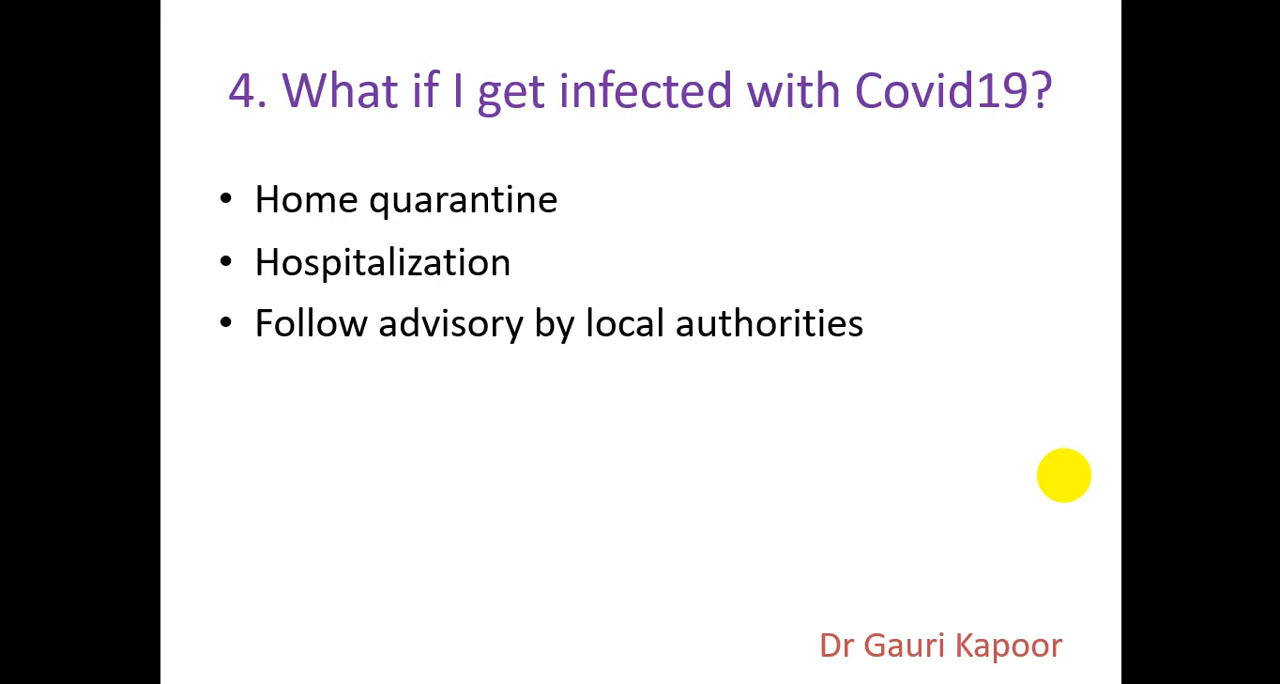 4. What if I get infected with Covid19?
• Home quarantine
• Hospitalization
• Follow advisory by local authorities
Dr Gauri Kapoor